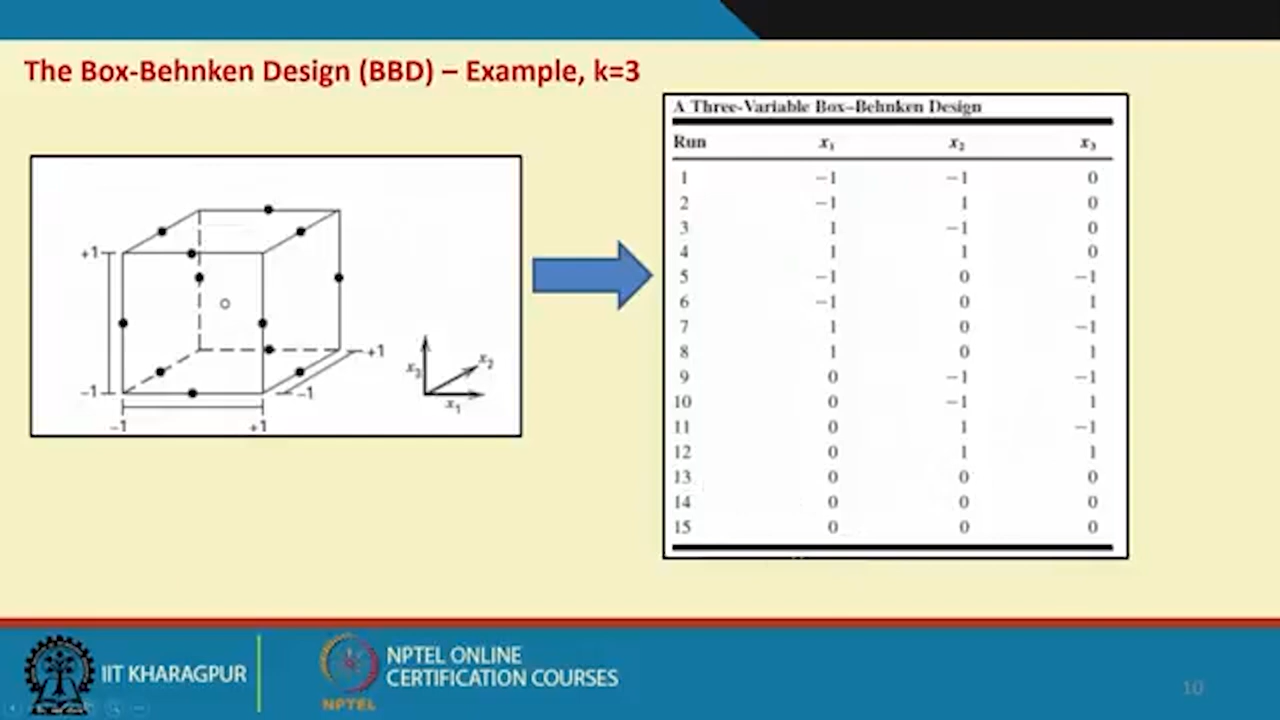 The Box-Behnken Design (BBD) – Example, k=3
+1
-1
-1
+1
-1
+1
x3
x2
x1
A Three-Variable Box–Behnken Design
Run x1 x2 x3
1 −1 −1 0
2 −1 1 0
3 1 −1 0
4 1 1 0
5 −1 0 −1
6 −1 0 1
7 1 0 −1
8 1 0 1
9 0 −1 −1
10 0 −1 1
11 0 1 −1
12 0 1 1
13 0 0 0
14 0 0 0
15 0 0 0
IIT KHARAGPUR
NPTEL ONLINE
CERTIFICATION COURSES
NPTEL
10